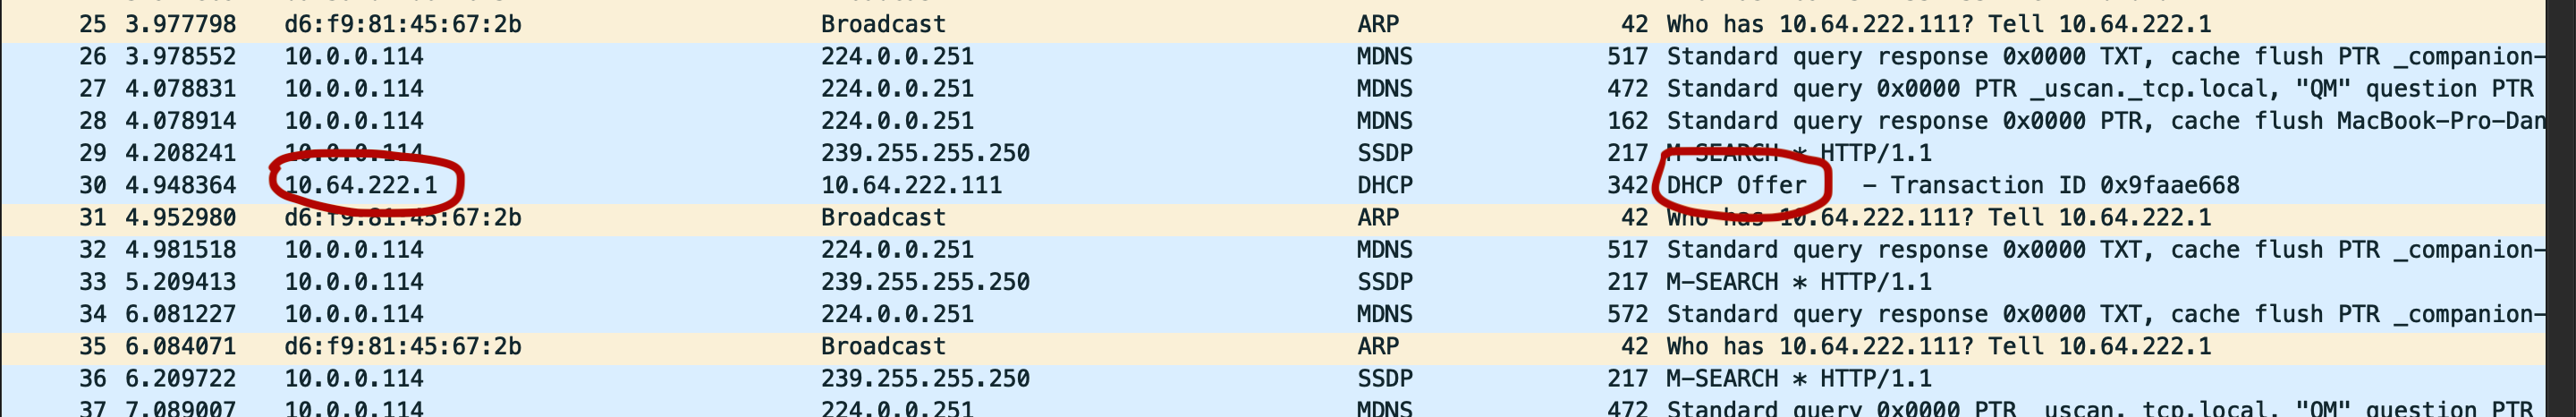 25 3.977798 d6:f9:81:45:67:2b Broadcast ARP 42 Who has 10.64.222.111? Tell 10.64.222.1
26 3.978552 10.0.0.114 224.0.0.251 MDNS 517 Standard query response 0x0000 TXT, cache flush PTR _companion-
27 4.078831 10.0.0.114 224.0.0.251 MDNS 472 Standard query 0x0000 PTR _uscan._tcp.local, "QM" question PTR
28 4.078914 10.0.0.114 224.0.0.251 MDNS 162 Standard query response 0x0000 PTR, cache flush MacBook-Pro-Dan
29 4.208241 10.0.0.114 239.255.255.250 SSDP 217 M-SEARCH * HTTP/1.1
30 4.948364 10.64.222.1 10.64.222.111 DHCP 342 DHCP Offer - Transaction ID 0x9faae668
31 4.952980 d6:f9:81:45:67:2b Broadcast ARP 42 Who has 10.64.222.111? Tell 10.64.222.1
32 4.981518 10.0.0.114 224.0.0.251 MDNS 517 Standard query response 0x0000 TXT, cache flush PTR _companion-
33 5.209413 10.0.0.114 239.255.255.250 SSDP 217 M-SEARCH * HTTP/1.1
34 6.081227 10.0.0.114 224.0.0.251 MDNS 572 Standard query response 0x0000 TXT, cache flush PTR _companion-
35 6.084071 d6:f9:81:45:67:2b Broadcast ARP 42 Who has 10.64.222.111? Tell 10.64.222.1
36 6.209722 10.0.0.114 239.255.255.250 SSDP 217 M-SEARCH * HTTP/1.1
37 7.089007 10.0.0.114 224.0.0.251 MDNS 472 Standard query 0x0000 PTR _uscan._tcp.local, "QM" question PTR